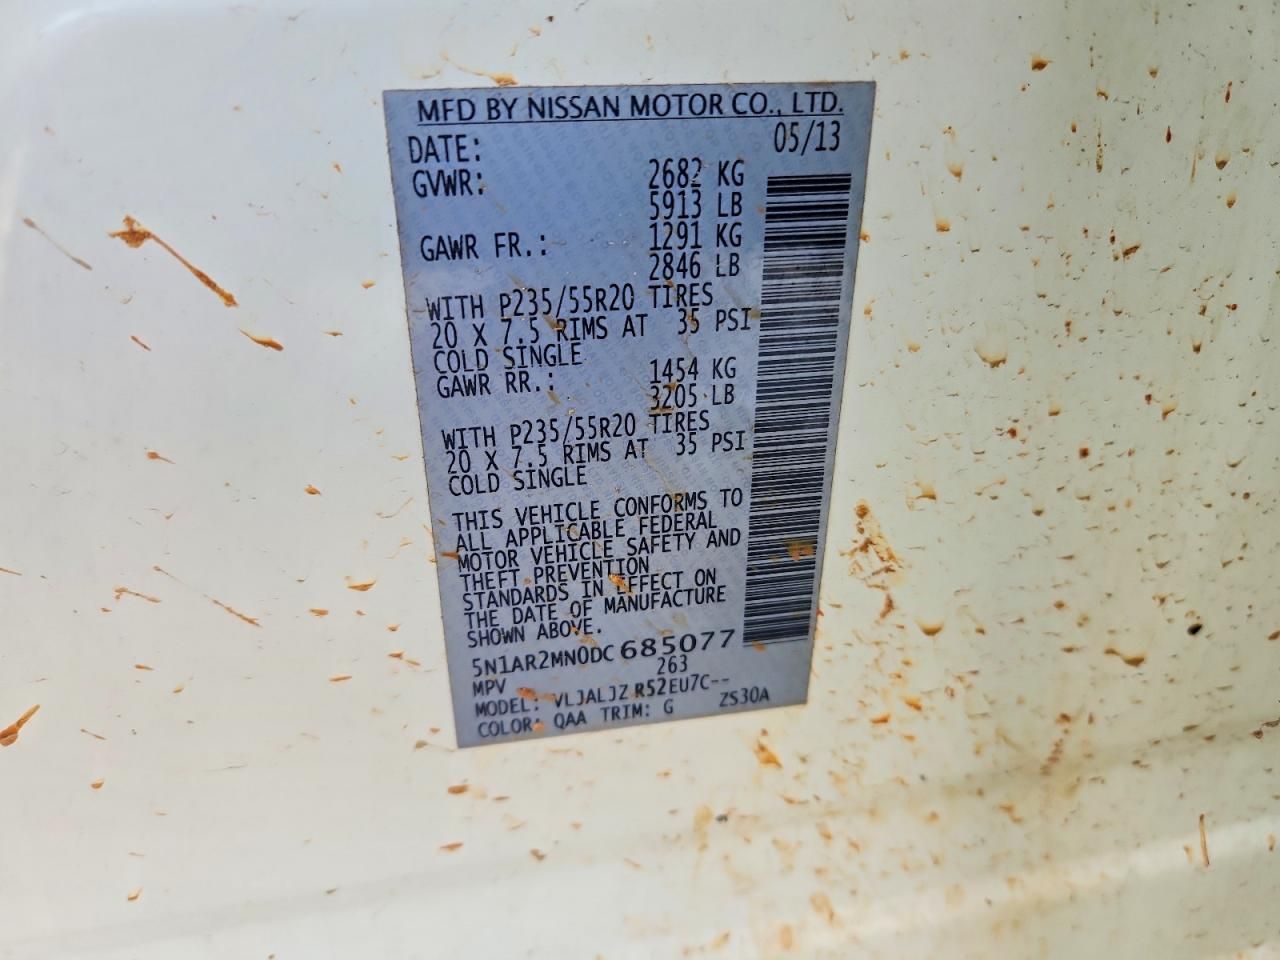 MFD BY NISSAN MOTOR CO., LTD.
DATE: 05/13
GVWR: 2682 KG
5913 LB
GAWR FR.: 1291 KG
2846 LB
WITH P235/55R20 TIRES
20 X 7.5 RIMS AT 35 PSI
COLD SINGLE
GAWR RR.: 1454 KG
3205 LB
WITH P235/55R20 TIRES
20 X 7.5 RIMS AT 35 PSI
COLD SINGLE
THIS VEHICLE CONFORMS TO
ALL APPLICABLE FEDERAL
MOTOR VEHICLE SAFETY AND
THEFT PREVENTION
STANDARDS IN EFFECT ON
THE DATE OF MANUFACTURE
SHOWN ABOVE.
5N1AR2MN0DC685077
MPV 263
MODEL: VLJALJZ R52EU7C--
COLOR: QAA TRIM: G ZS30A